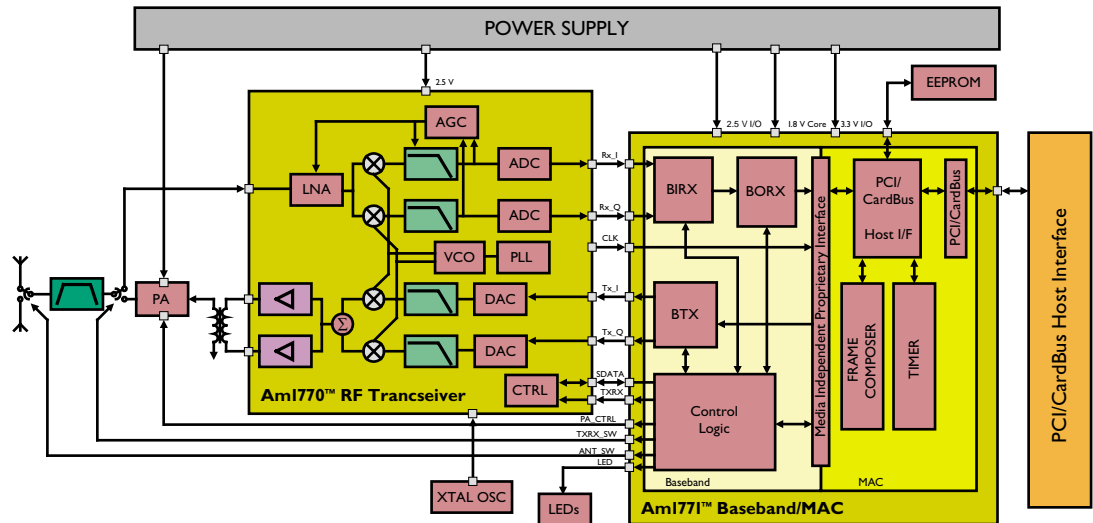 POWER SUPPLY
2.5 V
EEPROM
2.5 V I/O
1.8 V Core
3.3 V I/O
AGC
LNA
ADC
ADC
Rx_I
Rx_Q
CLK
VCO
PLL
PA
Σ
DAC
DAC
Tx_I
Tx_Q
CTRL
SDATA
TXRX
Am1770™ RF Trancseiver
PA_CTRL
TXRX_SW
ANT_SW
LED
XTAL OSC
LEDs
BIRX
BORX
BTX
Control
Logic
Baseband
Media Independent Proprietary Interface
PCI/
CardBus
Host I/F
PCI/CardBus
FRAME
COMPOSER
TIMER
MAC
Am1771™ Baseband/MAC
PCI/CardBus Host Interface